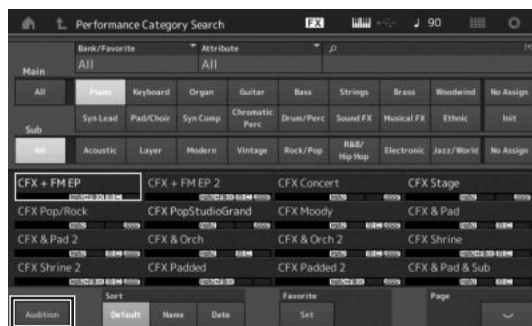 Performance Category Search FX 90
Bank/Favorite Attribute
Main All All
All Piano Keyboard Organ Guitar Bass Strings Brass Woodwind No Assign
Syn Lead Pad/Choir Syn Comp Chromatic Perc Drum/Perc Sound FX Musical FX Ethnic Init
Sub
All Acoustic Layer Modern Vintage Rock/Pop R&B/ Hip Hop Electronic Jazz/World No Assign
CFX + FM EP CFX + FM EP 2 CFX Concert CFX Stage
CFX Pop/Rock CFX PopStudioGrand CFX Moody CFX & Pad
CFX & Pad 2 CFX & Orch CFX & Orch 2 CFX Shrine
CFX Shrine 2 CFX Padded CFX Padded 2 CFX & Pad & Sub
Sort Favorite Page
Audition Default Name Date Set